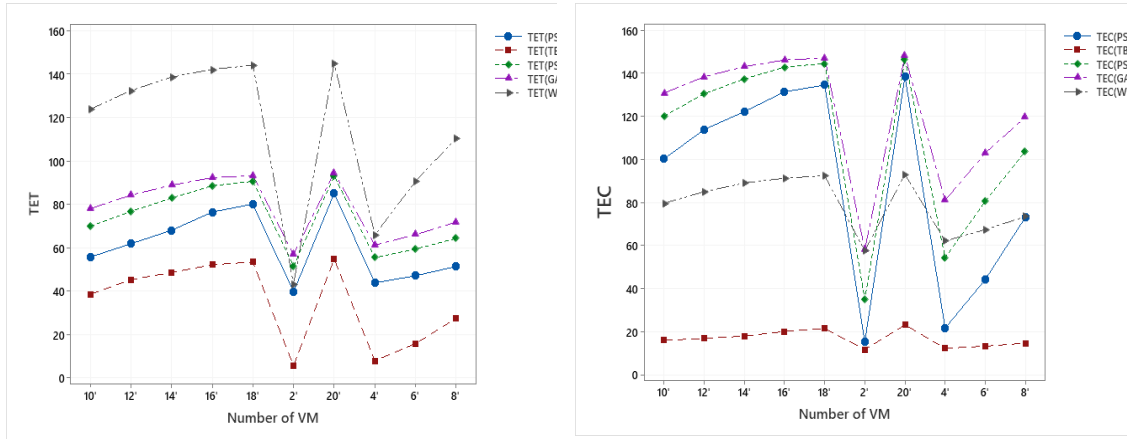 160
140
120
100
80
60
40
20
0
TET
10' 12' 14' 16' 18' 2' 20' 4' 6' 8'
Number of VM
TET(PS
TET(TB
TET(PS
TET(GA
TET(W
160
140
120
100
80
60
40
20
0
TEC
10' 12' 14' 16' 18' 2' 20' 4' 6' 8'
Number of VM
TEC(PS
TEC(TB
TEC(PS
TEC(GA
TEC(W